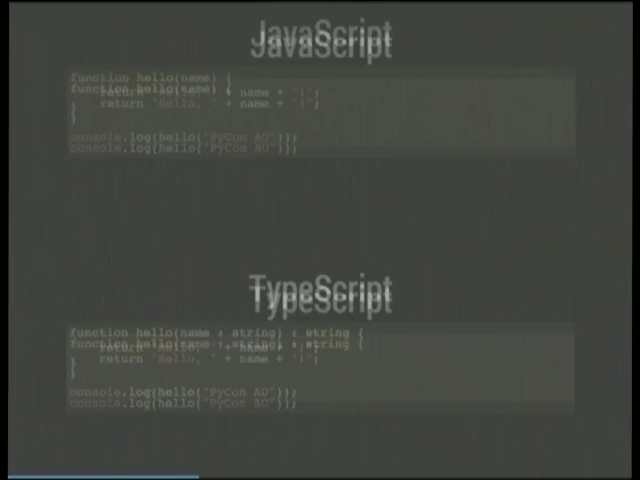 JavaScript
function hello(name) {
    return "Hello, " + name + "!";
}
console.log(hello("PyCon AU"));
TypeScript
function hello(name : string) : string {
    return "Hello, " + name + "!";
}
console.log(hello("PyCon AU"));